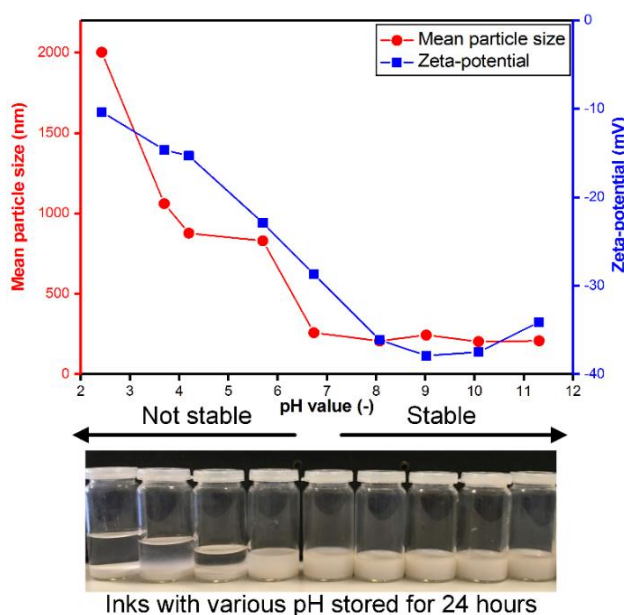 Mean particle size
Zeta-potential
2000
1500
1000
500
0
Mean particle size (nm)
0
-10
-20
-30
-40
Zeta-potential (mV)
2 3 4 5 6 7 8 9 10 11 12
pH value (-)
Not stable
Stable
Inks with various pH stored for 24 hours